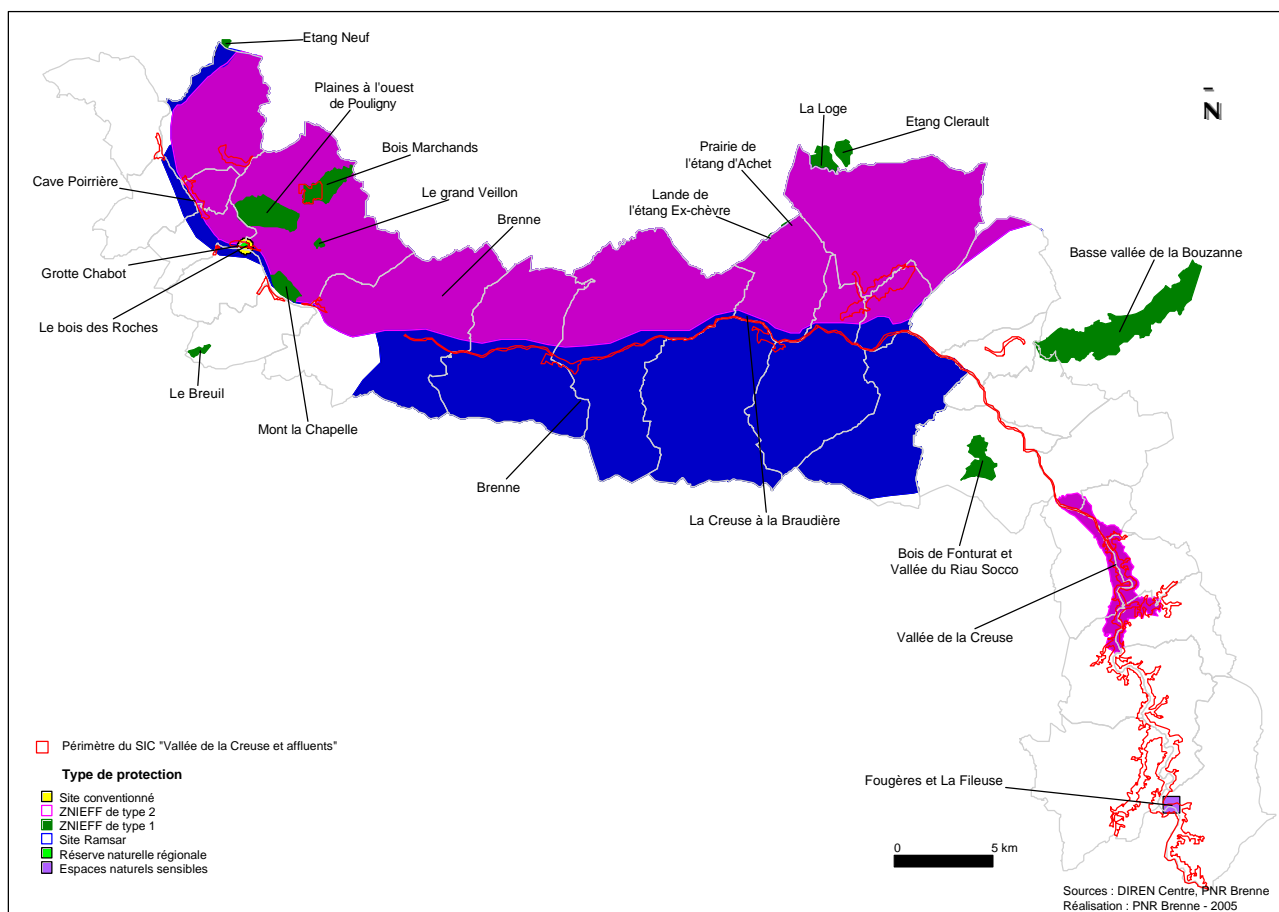 Etang Neuf
Plaines à l'ouest
de Pouligny
Bois Marchands
Cave Poirrière
Le grand Veillon
Brenne
Grotte Chabot
Le bois des Roches
Le Breuil
Mont la Chapelle
Brenne
La Loge
Etang Clerault
Prairie de
l'étang d'Achet
Lande de
l'étang Ex-chèvre
N
Basse vallée de la Bouzanne
La Creuse à la Braudière
Bois de Fonturat et
Vallée du Riau Socco
Vallée de la Creuse
Fougères et La Fileuse
Périmètre du SIC "Vallée de la Creuse et affluents"
Type de protection
Site conventionné
ZNIEFF de type 2
ZNIEFF de type 1
Site Ramsar
Réserve naturelle régionale
Espaces naturels sensibles
0 5 km
Sources : DIREN Centre, PNR Brenne
Réalisation : PNR Brenne - 2005